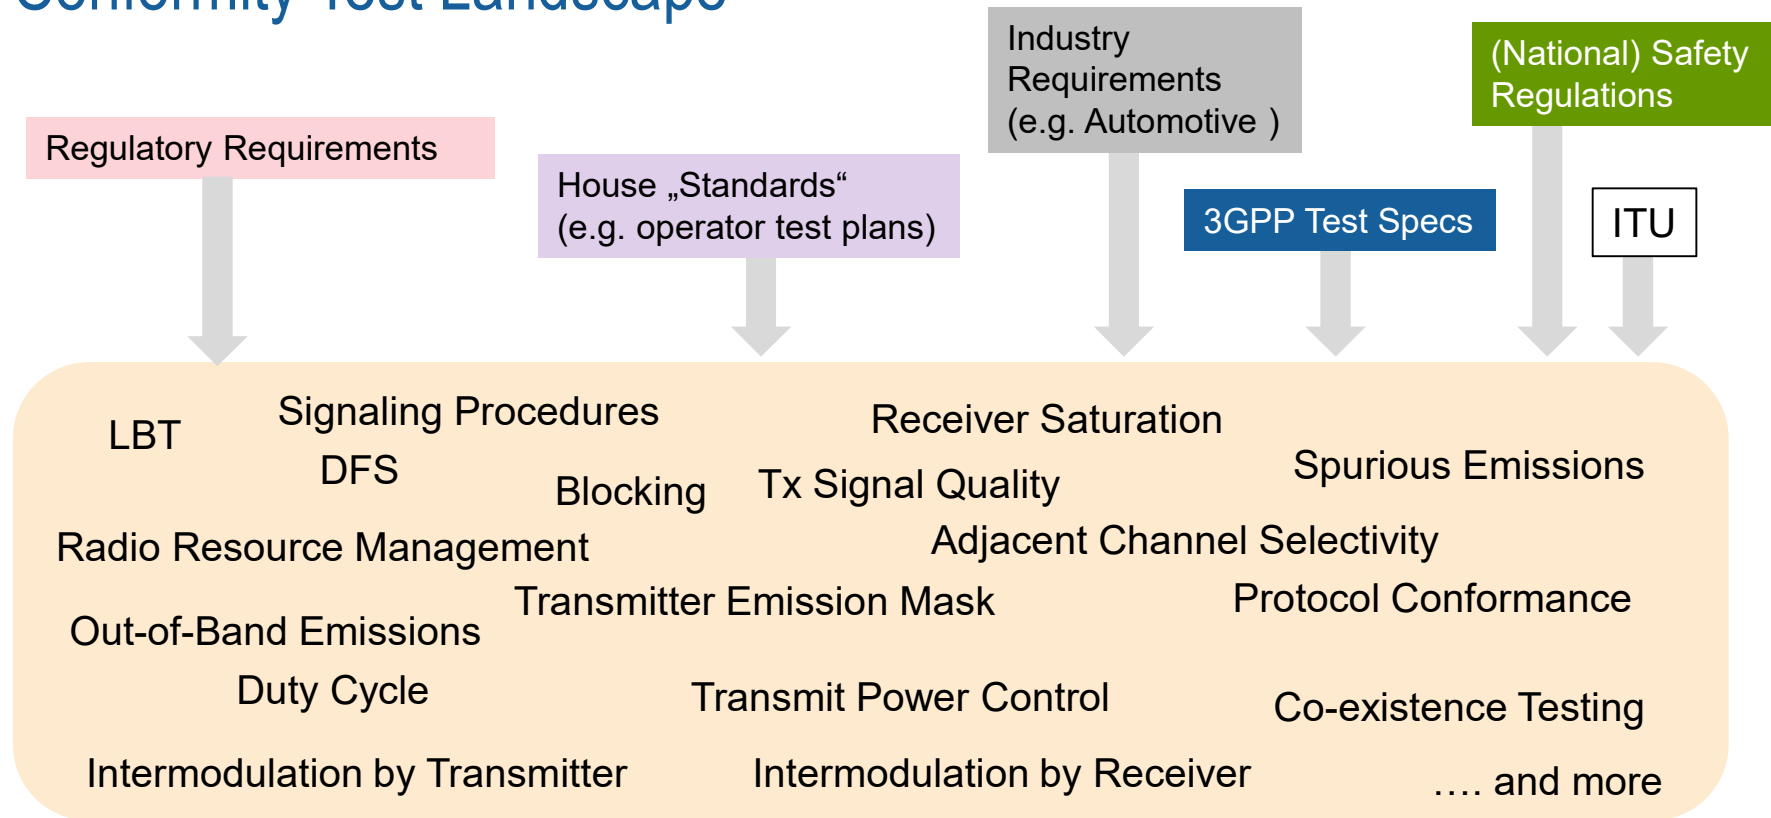 Conformity Test Landscape
Industry
Requirements
(e.g. Automotive )
(National) Safety
Regulations
Regulatory Requirements
House „Standards“
(e.g. operator test plans)
3GPP Test Specs
ITU
LBT
Signaling Procedures
Receiver Saturation
DFS
Blocking
Tx Signal Quality
Spurious Emissions
Radio Resource Management
Adjacent Channel Selectivity
Transmitter Emission Mask
Protocol Conformance
Out-of-Band Emissions
Duty Cycle
Transmit Power Control
Co-existence Testing
Intermodulation by Transmitter
Intermodulation by Receiver
…. and more